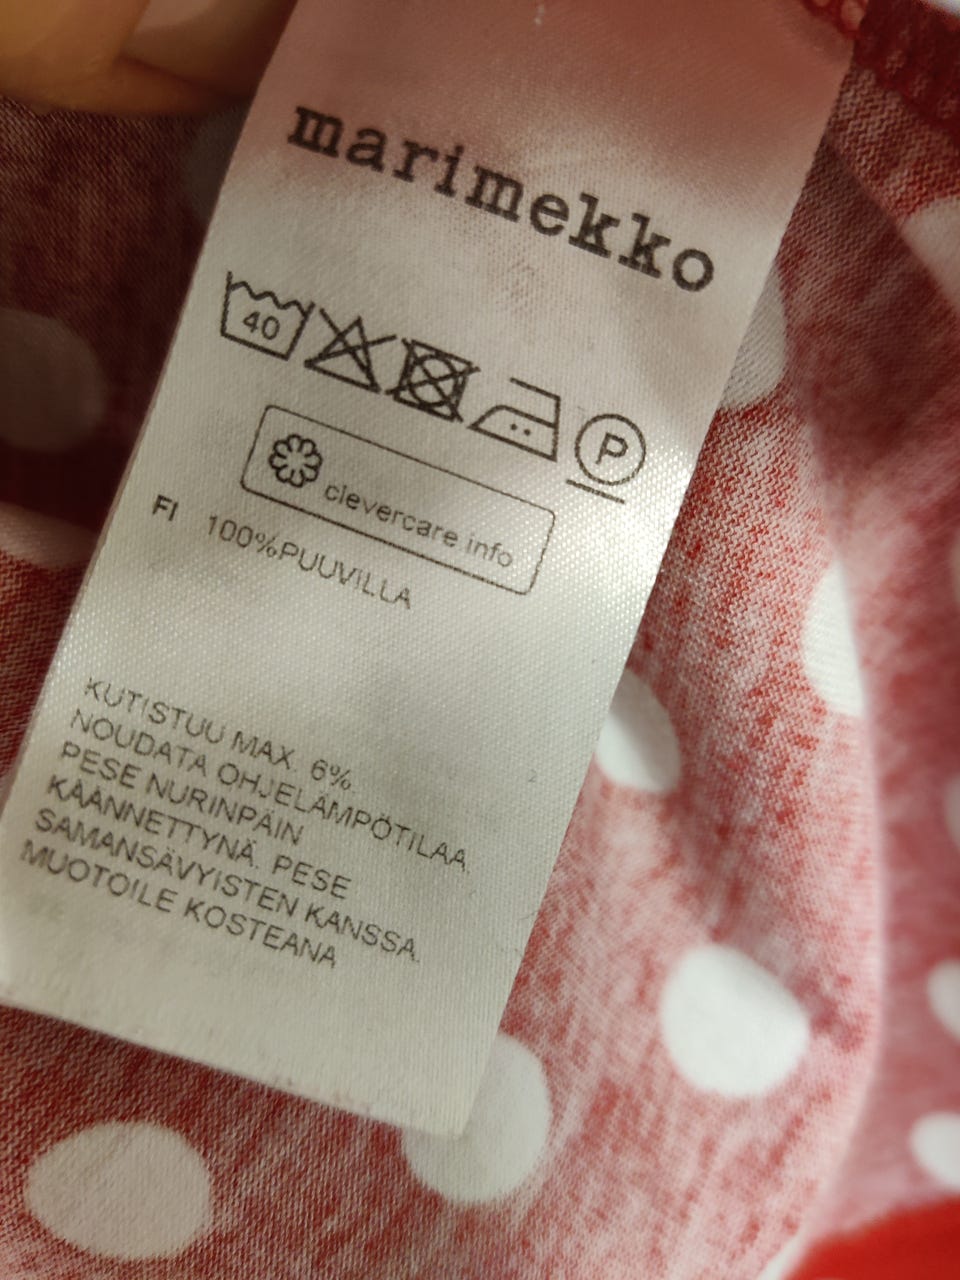 marimekko
40
P
clevercare info
FI 100%PUUVILLA
KUTISTUU MAX. 6%.
NOUDATA OHJELÄMPÖTILAA.
PESE NURINPÄIN
KÄÄNNETTYNÄ. PESE
SAMANSÄVYISTEN KANSSA.
MUOTOILE KOSTEANA